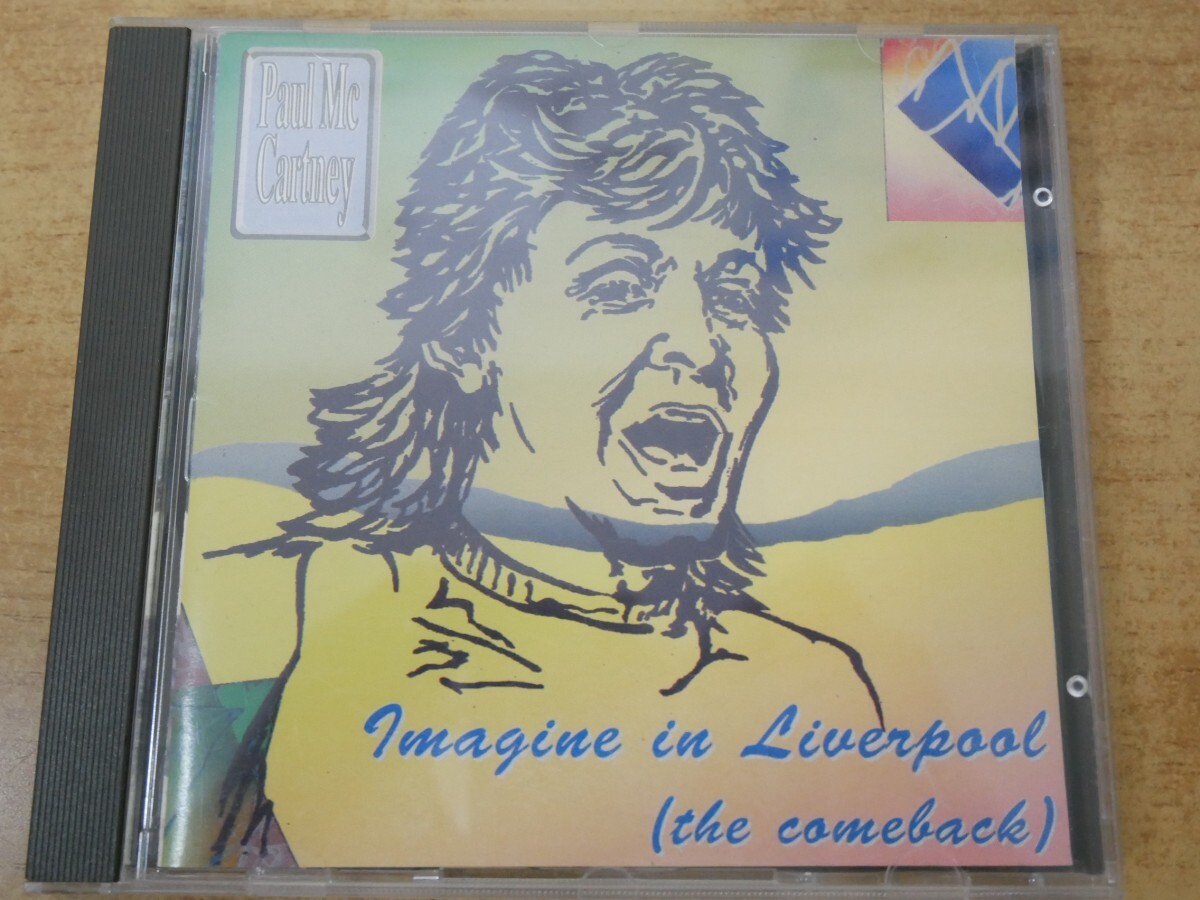 Paul Mc
Cartney
Imagine in Liverpool
(the comeback)